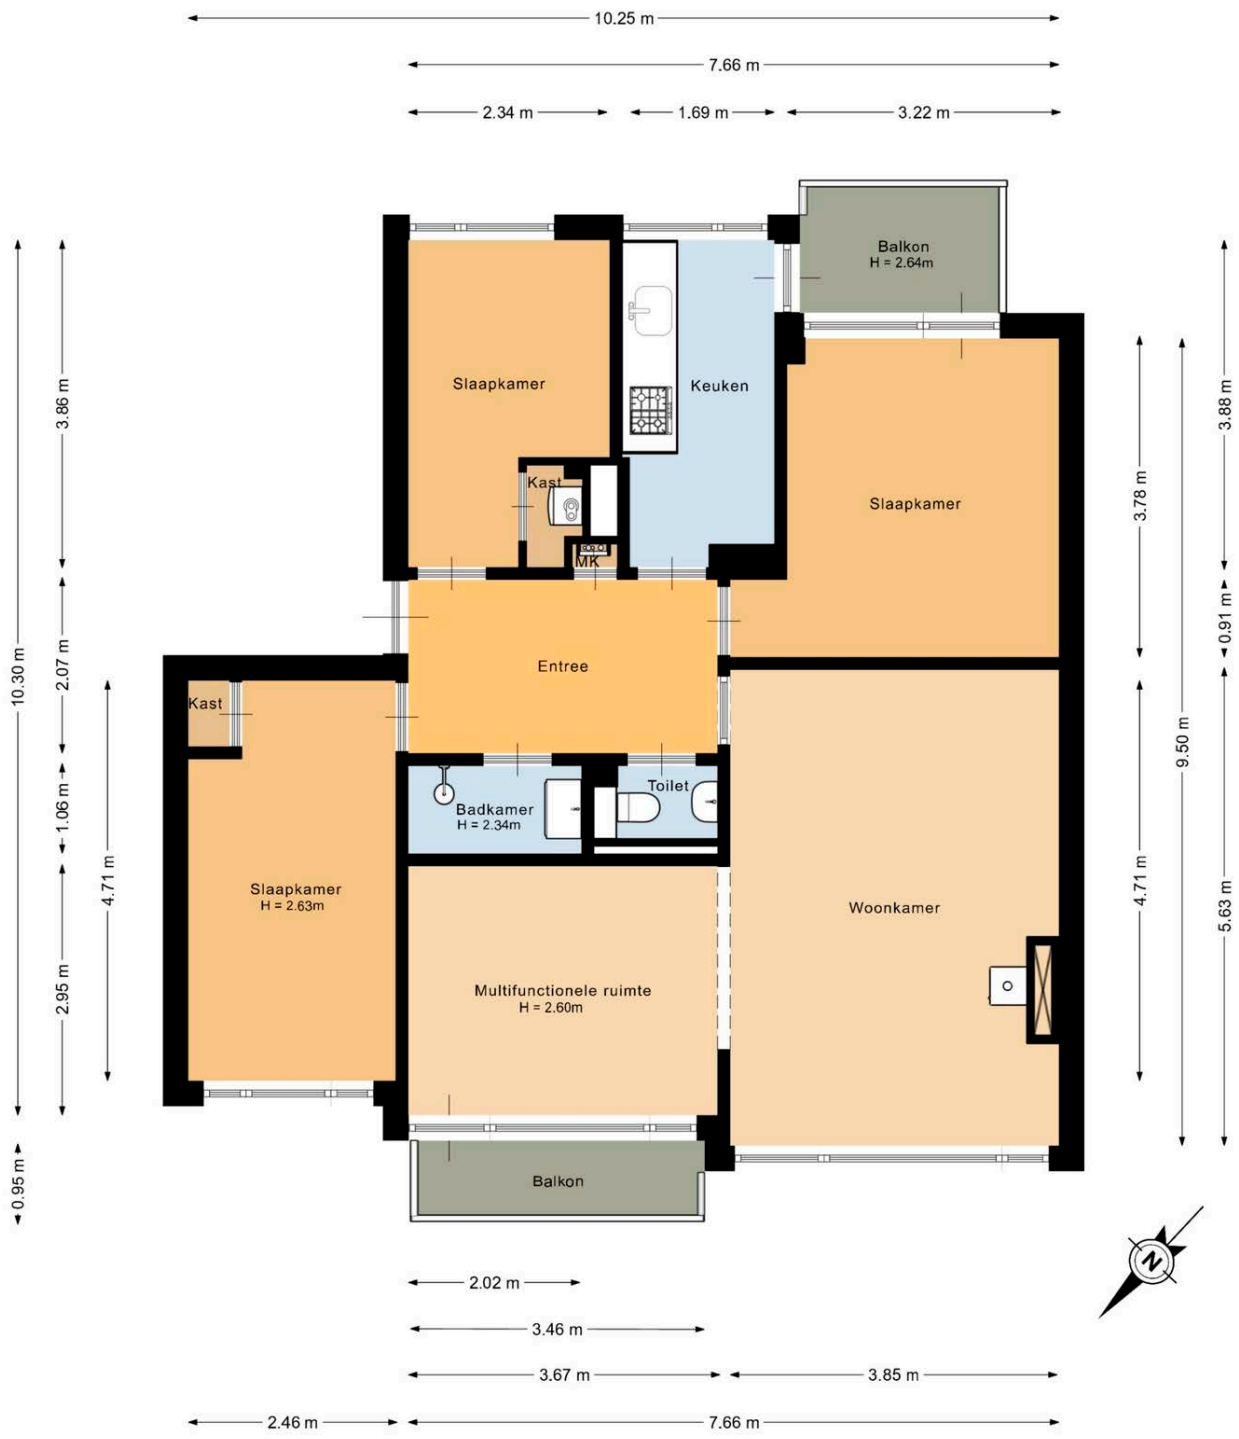 10.25 m
7.66 m
2.34 m
1.69 m
3.22 m
Balkon
H = 2.64m
Slaapkamer
Keuken
3.86 m
3.88 m
Kast
Slaapkamer
3.78 m
MK
0.91 m
Entree
2.07 m
10.30 m
Kast
9.50 m
Toilet
Badkamer
H = 2.34m
1.06 m
4.71 m
Slaapkamer
H = 2.63m
Woonkamer
4.71 m
5.63 m
2.95 m
Multifunctionele ruimte
H = 2.60m
0.95 m
Balkon
N
2.02 m
3.46 m
3.67 m
3.85 m
2.46 m
7.66 m